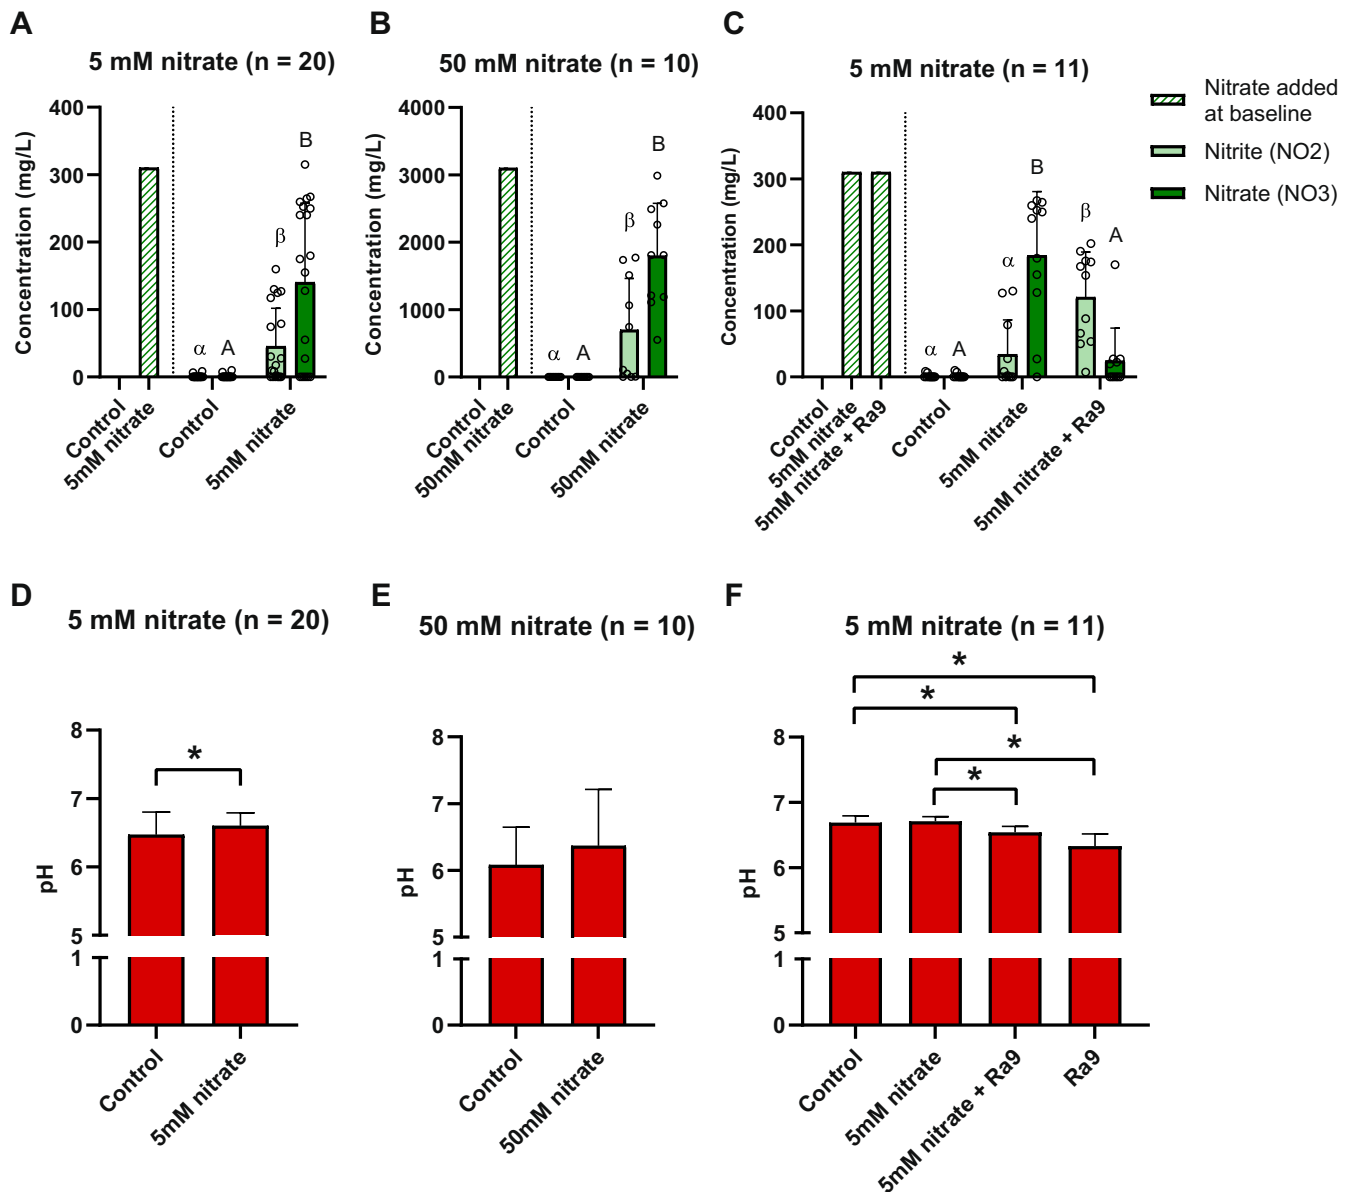 A
5 mM nitrate (n = 20)
Concentration (mg/L)
400
300
200
100
0
α
A
β
B
Control
5mM nitrate
Control
5mM nitrate
B
50 mM nitrate (n = 10)
Concentration (mg/L)
4000
3000
2000
1000
0
α
A
β
B
Control
50mM nitrate
Control
50mM nitrate
C
5 mM nitrate (n = 11)
Concentration (mg/L)
400
300
200
100
0
α
A
α
B
β
A
Control
5mM nitrate
5mM nitrate + Ra9
Control
5mM nitrate
5mM nitrate + Ra9
Nitrate added
at baseline
Nitrite (NO2)
Nitrate (NO3)
D
5 mM nitrate (n = 20)
pH
8
7
6
5
1
0
*
Control
5mM nitrate
E
50 mM nitrate (n = 10)
pH
8
7
6
5
1
0
Control
50mM nitrate
F
5 mM nitrate (n = 11)
pH
8
7
6
5
1
0
*
*
*
*
Control
5mM nitrate
5mM nitrate + Ra9
Ra9